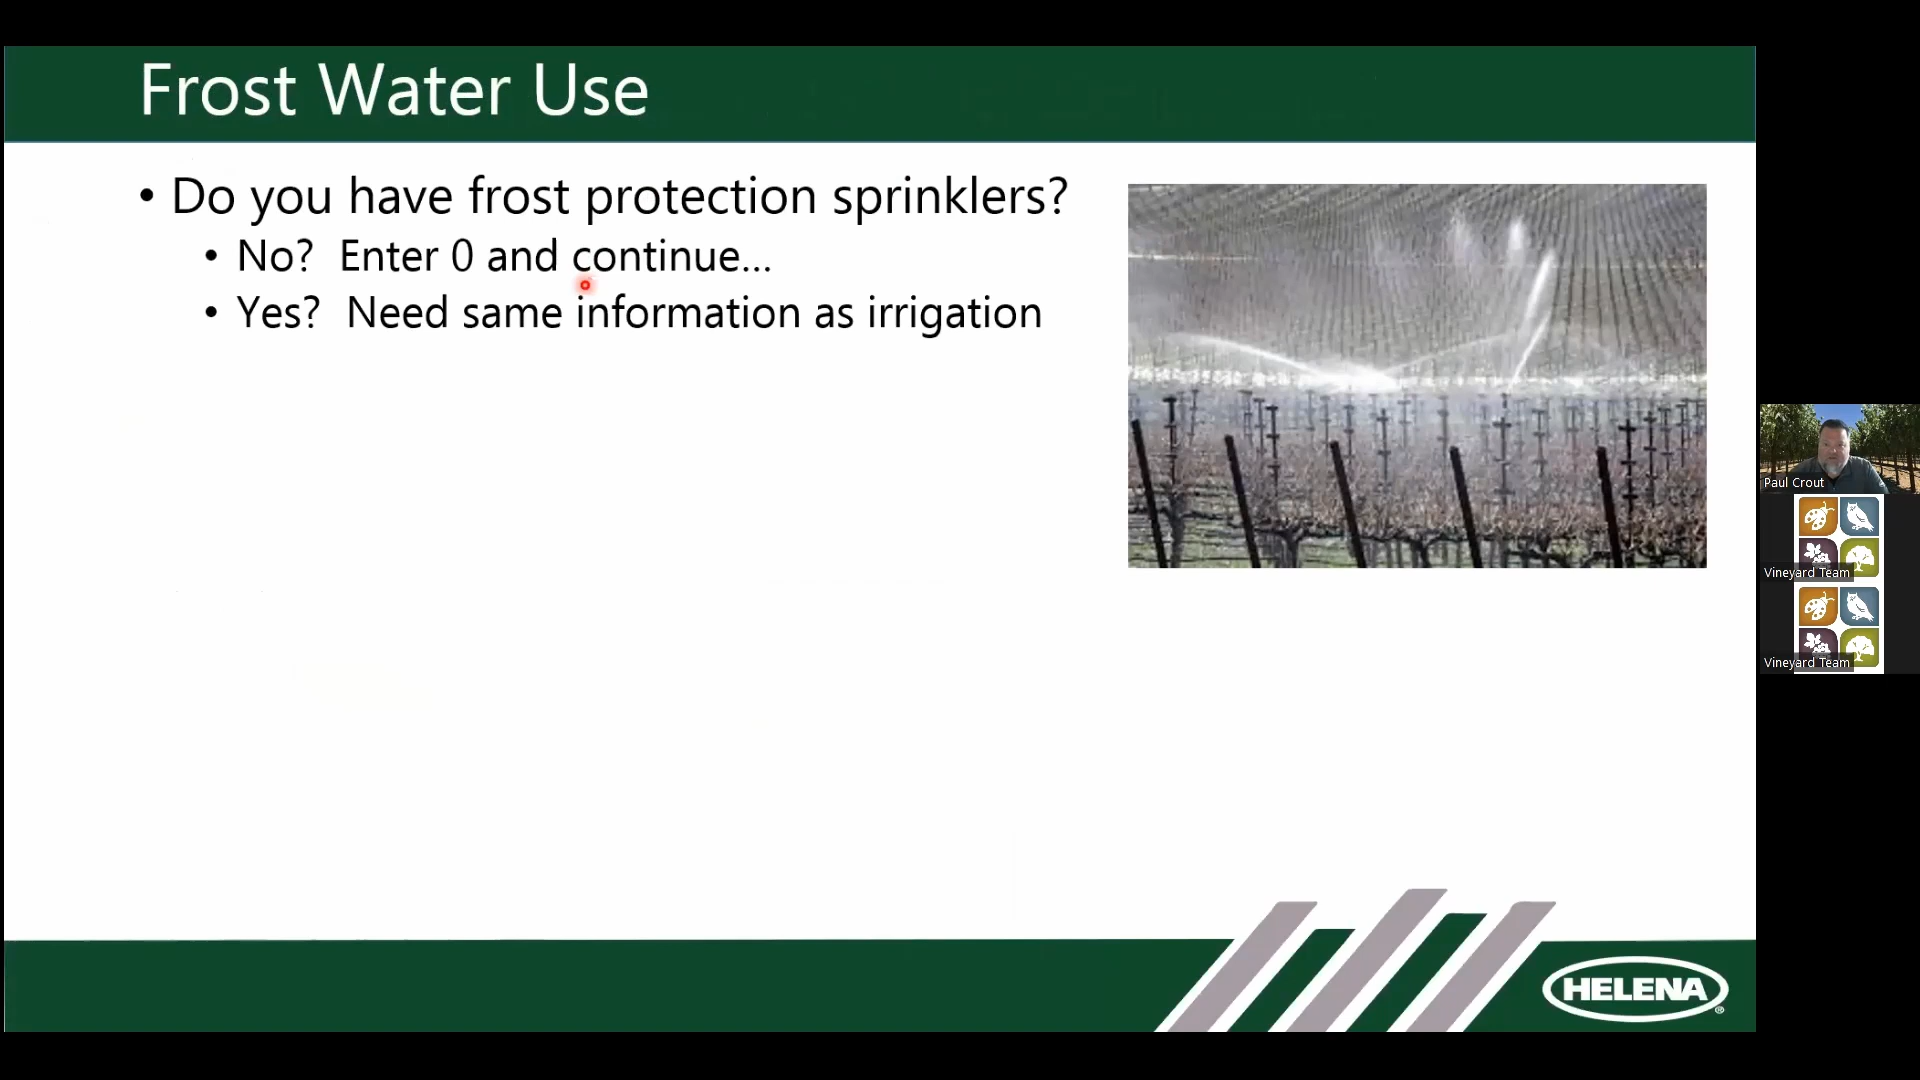 Frost Water Use
• Do you have frost protection sprinklers?
• No? Enter 0 and continue...
• Yes? Need same information as irrigation
Paul Crout
Vineyard Team
Vineyard Team
HELENA®